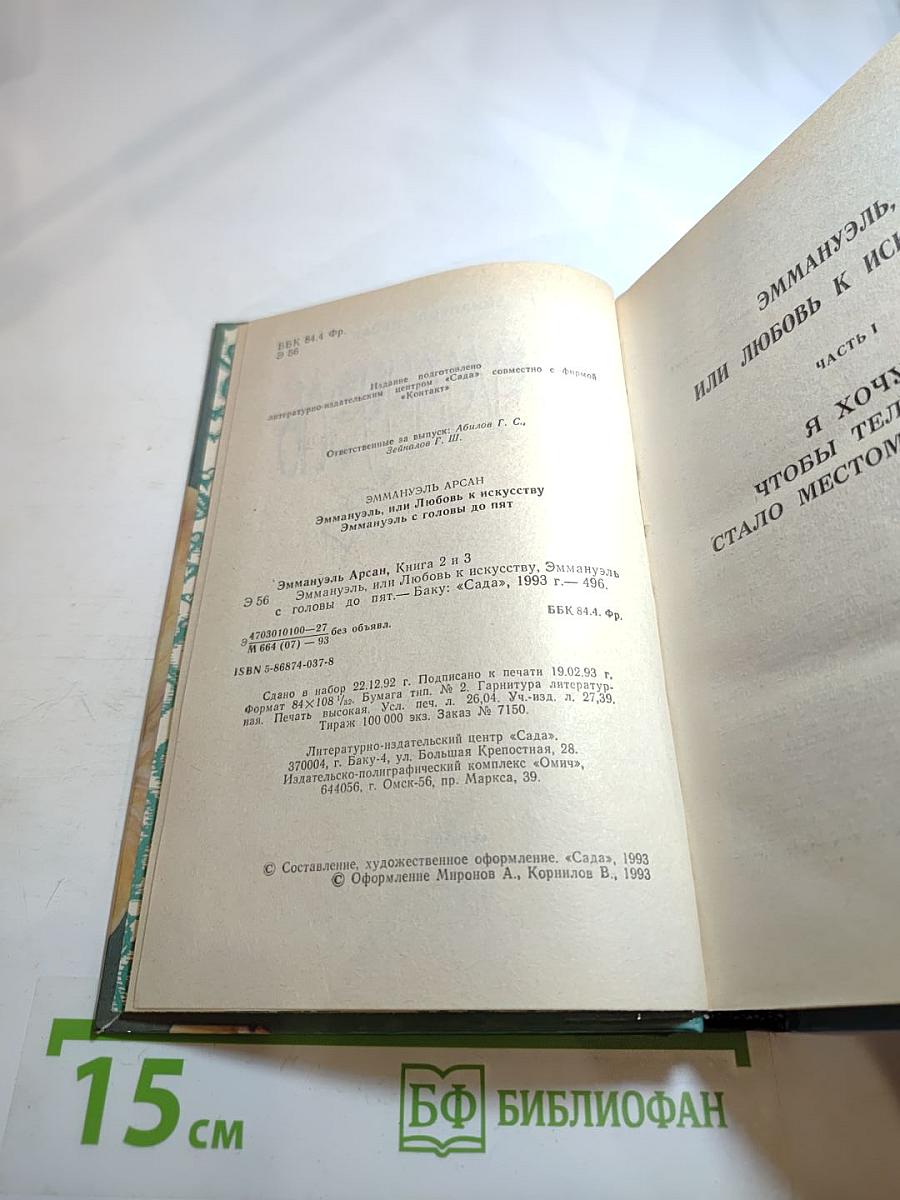 ББК 84.4 Фр.
Э 56
Издание подготовлено
литературно-издательским центром «Сада» совместно с фирмой
«Контакт»
Ответственные за выпуск: Абилов Г. С.,
Зейналов Г. Ш.
ЭММАНУЭЛЬ АРСАН
Эммануэль, или Любовь к искусству
Эммануэль с головы до пят
Эммануэль Арсан, Книга 2 и 3
Э 56 Эммануэль, или Любовь к искусству, Эммануэль
с головы до пят.— Баку: «Сада», 1993 г.— 496.
ББК 84.4. Фр.
Э 4703010100—27
М 664 (07) — 93 без объявл.
ISBN 5-86874-037-8
Сдано в набор 22.12.92 г. Подписано к печати 19.02.93 г.
Формат 84×108 1/32. Бумага тип. № 2. Гарнитура литератур-
ная. Печать высокая. Усл. печ. л. 26,04. Уч.-изд. л. 27,39.
Тираж 100 000 экз. Заказ № 7150.
Литературно-издательский центр «Сада».
370004, г. Баку-4, ул. Большая Крепостная, 28.
Издательско-полиграфический комплекс «Омич»,
644056, г. Омск-56, пр. Маркса, 39.
© Составление, художественное оформление. «Сада», 1993
© Оформление Миронов А., Корнилов В., 1993
ЭММАНУЭЛЬ,
ИЛИ ЛЮБОВЬ К
ЧАСТЬ I
Я ХОЧУ
ЧТОБЫ
СТАЛО МЕСТОМ
15 см
БФ БИБЛИОФАН